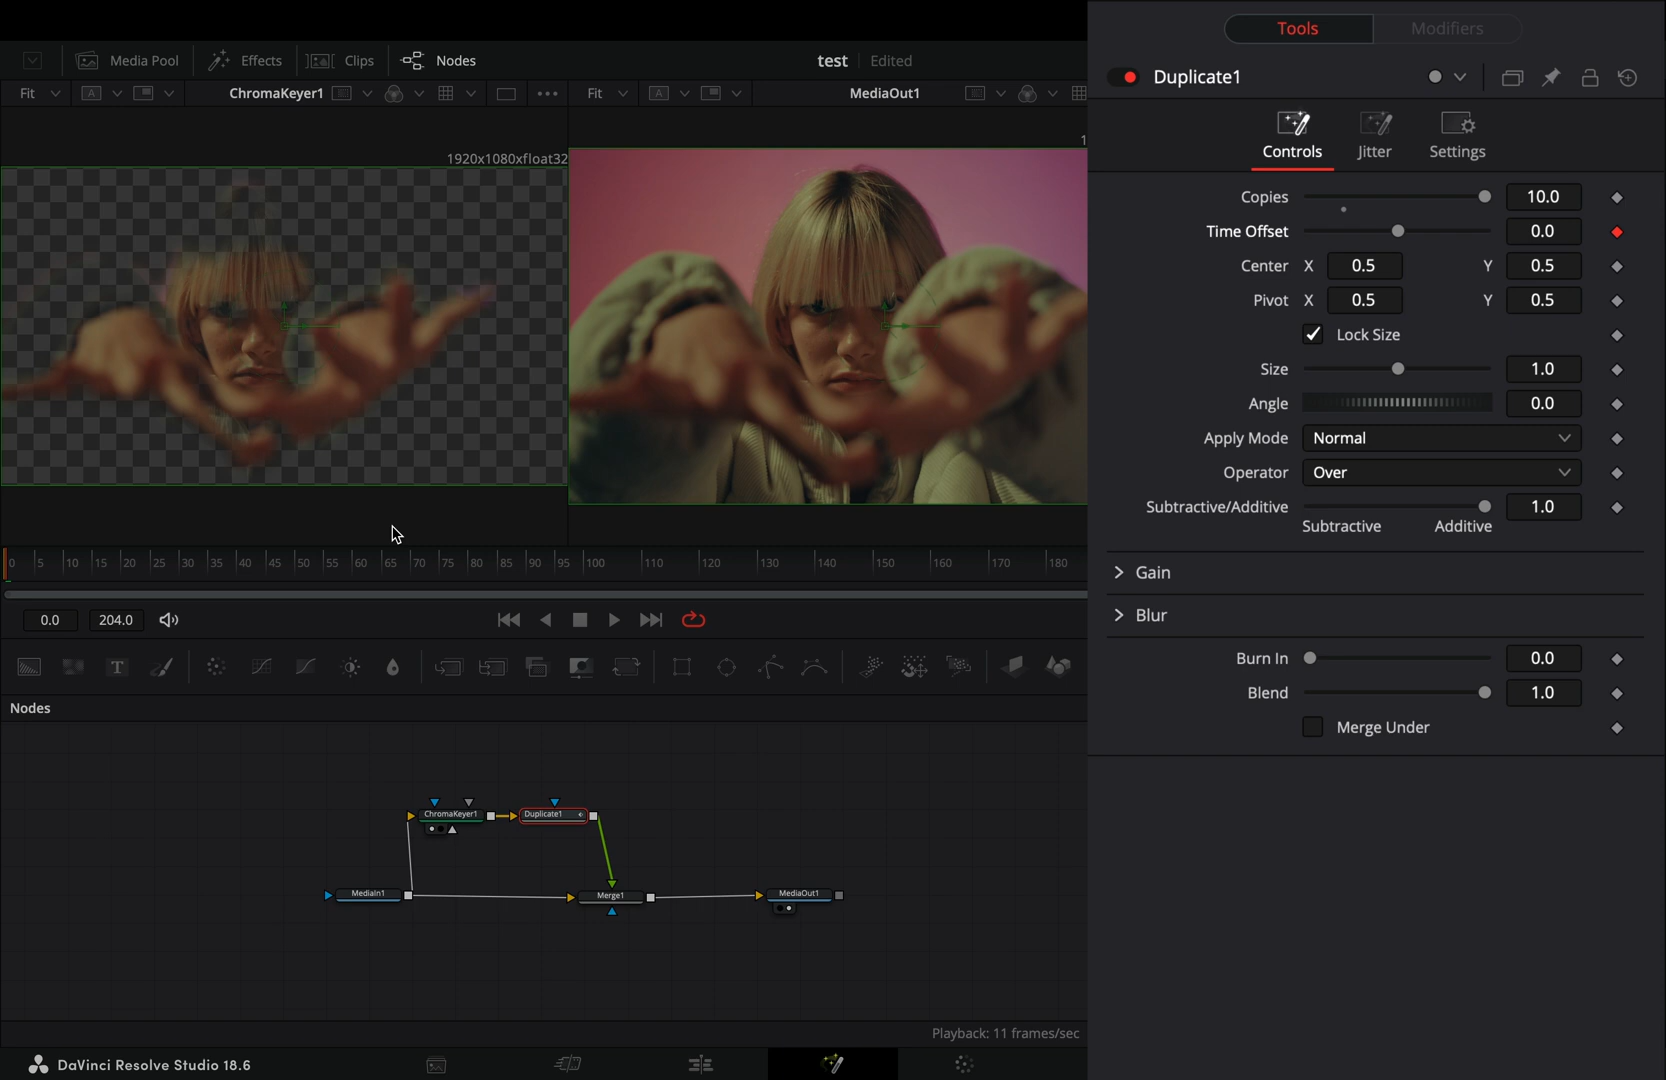 Tools Modifiers
Media Pool Effects Clips Nodes test Edited
Duplicate1
Fit A ChromaKeyer1 Fit A MediaOut1
Controls Jitter Settings
1920x1080xfloat32 1
Copies 10.0
Time Offset 0.0
Center X 0.5 Y 0.5
Pivot X 0.5 Y 0.5
Lock Size
Size 1.0
Angle 0.0
Apply Mode Normal
Operator Over
Subtractive/Additive 1.0
Subtractive Additive
0 5 10 15 20 25 30 35 40 45 50 55 60 65 70 75 80 85 90 95 100 110 120 130 140 150 160 170 180
Gain
0.0 204.0
Blur
Burn In 0.0
T
Blend 1.0
Nodes
Merge Under
ChromaKeyer1 Duplicate1
MediaIn1 Merge1 MediaOut1
Playback: 11 frames/sec
DaVinci Resolve Studio 18.6